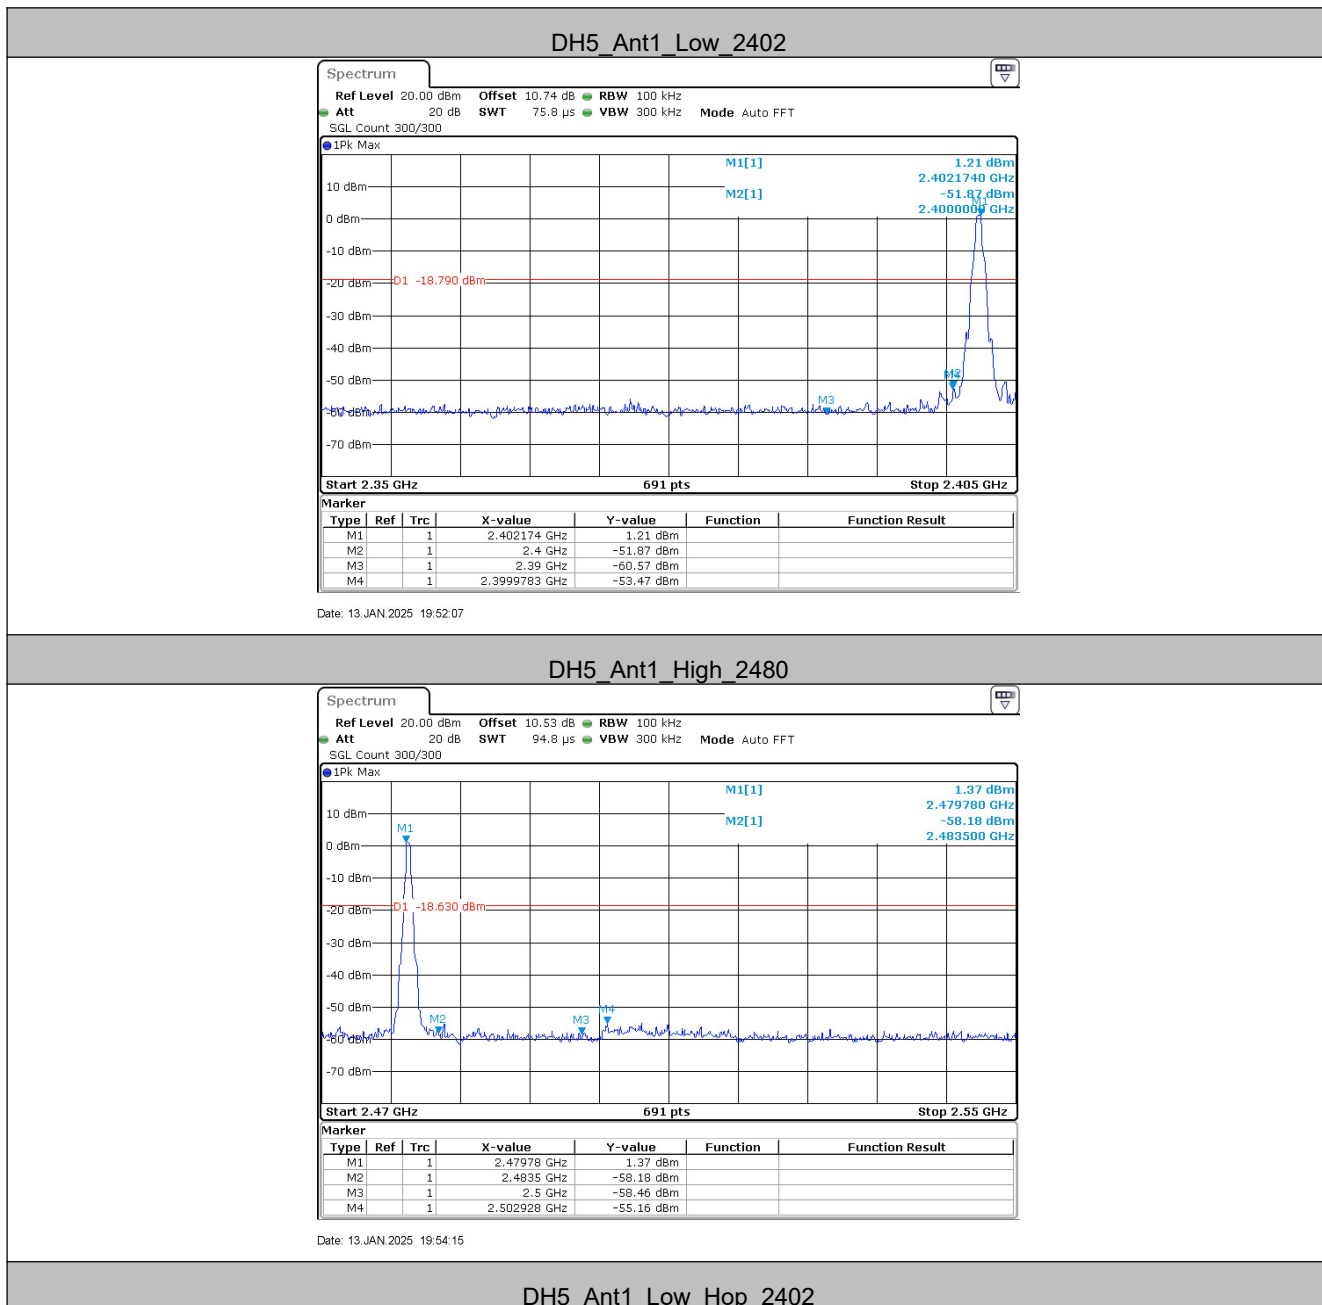 DH5_Ant1_Low_2402
Spectrum
Ref Level 20.00 dBm Offset 10.74 dB RBW 100 kHz
Att 20 dB SWT 75.8 µs VBW 300 kHz Mode Auto FFT
SGL Count 300/300
1Pk Max
M1[1] 1.21 dBm
2.4021740 GHz
M2[1] -51.87 dBm
2.4000000 GHz
M1
10 dBm
0 dBm
-10 dBm
-20 dBm
D1 -18.790 dBm
-30 dBm
-40 dBm
-50 dBm
M3
-60 dBm
-70 dBm
Start 2.35 GHz 691 pts Stop 2.405 GHz
Marker
Type Ref Trc X-value Y-value Function Function Result
M1 1 2.402174 GHz 1.21 dBm
M2 1 2.4 GHz -51.87 dBm
M3 1 2.39 GHz -60.57 dBm
M4 1 2.3999783 GHz -53.47 dBm
Date: 13.JAN.2025 19:52:07
DH5_Ant1_High_2480
Spectrum
Ref Level 20.00 dBm Offset 10.53 dB RBW 100 kHz
Att 20 dB SWT 94.8 µs VBW 300 kHz Mode Auto FFT
SGL Count 300/300
1Pk Max
M1[1] 1.37 dBm
2.479780 GHz
M2[1] -58.18 dBm
2.483500 GHz
10 dBm
M1
0 dBm
-10 dBm
-20 dBm
D1 -18.630 dBm
-30 dBm
-40 dBm
-50 dBm
M2 M3 M4
-60 dBm
-70 dBm
Start 2.47 GHz 691 pts Stop 2.55 GHz
Marker
Type Ref Trc X-value Y-value Function Function Result
M1 1 2.47978 GHz 1.37 dBm
M2 1 2.4835 GHz -58.18 dBm
M3 1 2.5 GHz -58.46 dBm
M4 1 2.502928 GHz -55.16 dBm
Date: 13.JAN.2025 19:54:15
DH5_Ant1_Low_Hop_2402